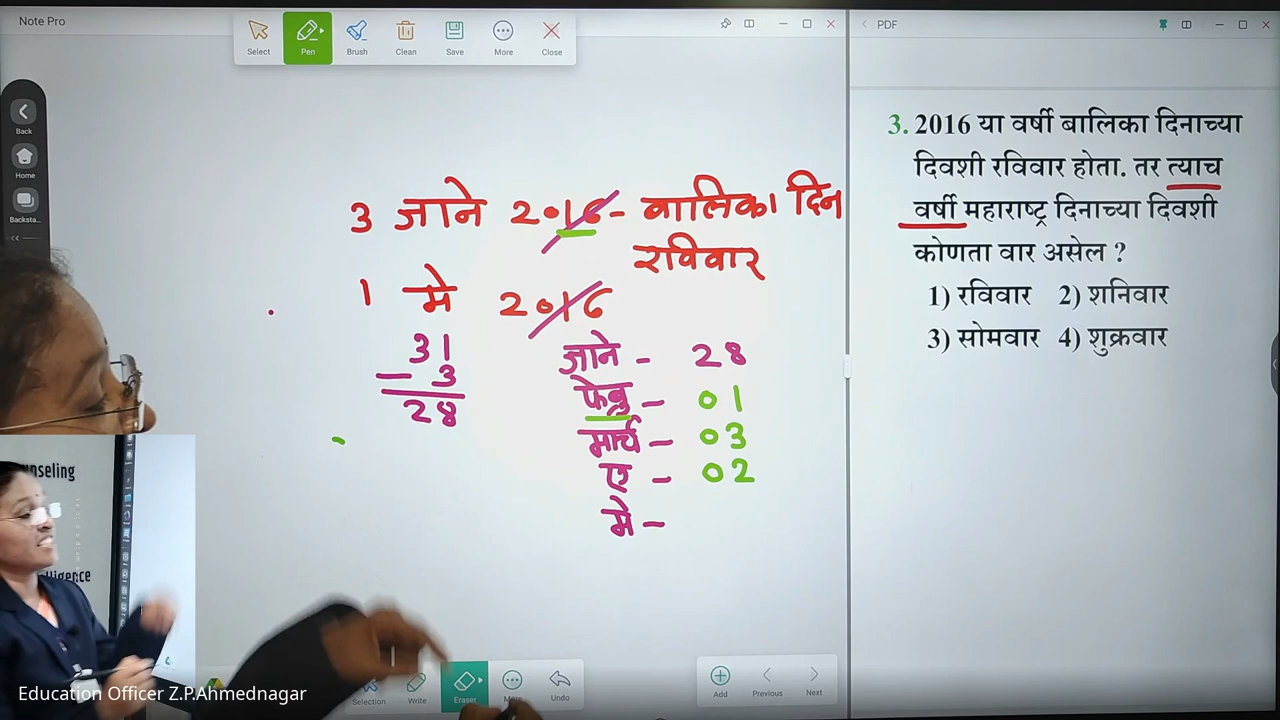 Note Pro
Select
Pen
Brush
Clean
Save
More
Close
PDF
Back
Home
Backsta...
3 जाने 2016 - बालिका दिन
रविवार
1 मे 2016
31
- 3
28
जाने - 28
फेब्रु - 01
मार्च - 03
ए - 02
मे -
3. 2016 या वर्षी बालिका दिनाच्या
दिवशी रविवार होता. तर त्याच
वर्षी महाराष्ट्र दिनाच्या दिवशी
कोणता वार असेल ?
1) रविवार 2) शनिवार
3) सोमवार 4) शुक्रवार
Selection
Write
Eraser
Undo
Add
Previous
Next
Education Officer Z.P.Ahmednagar